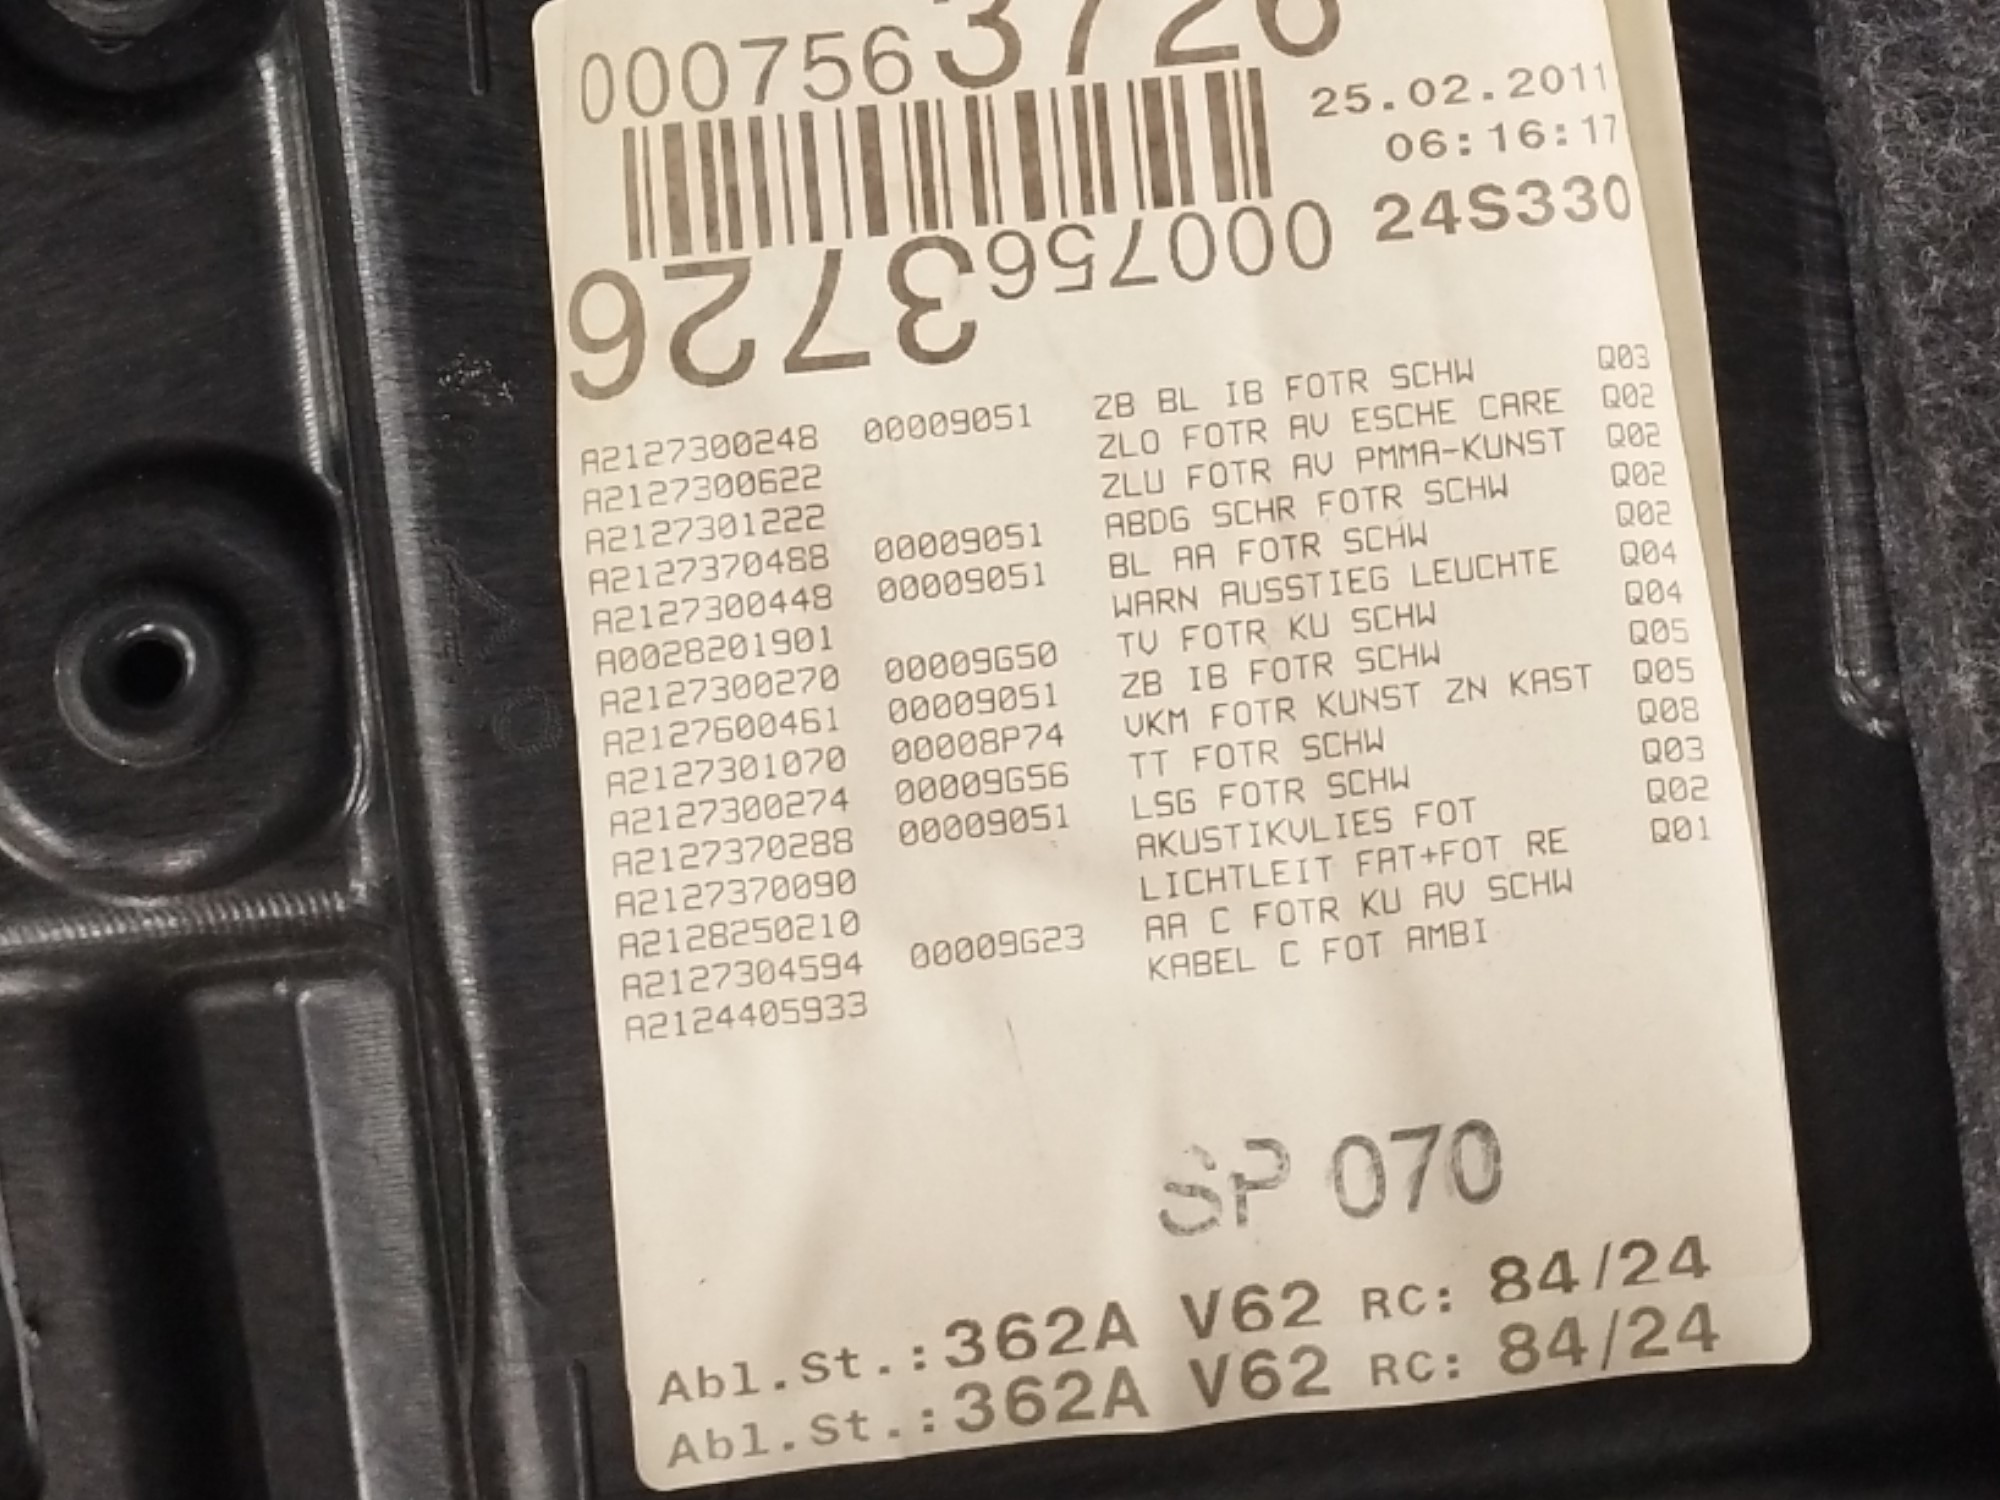 0007563726
25.02.2011
06:16:17
0007563726
24S330
A2127300248 00009051 ZB BL IB FOTR SCHW Q03
A2127300622 ZLO FOTR AV ESCHE CARE Q02
A2127301222 ZLU FOTR AV PMMA-KUNST Q02
A2127370488 00009051 ABDG SCHR FOTR SCHW Q02
A2127300448 00009051 BL AA FOTR SCHW Q02
A0028201901 WARN AUSSTIEG LEUCHTE Q04
A2127300270 00009G50 TV FOTR KU SCHW Q04
A2127600461 00009051 ZB IB FOTR SCHW Q05
A2127301070 00008P74 VKM FOTR KUNST ZN KAST Q05
A2127300274 00009G56 TT FOTR SCHW Q08
A2127370288 00009051 LSG FOTR SCHW Q03
A2127370090 AKUSTIKVLIES FOT Q02
A2128250210 LICHTLEIT FAT+FOT RE Q01
A2127304594 00009G23 AA C FOTR KU AV SCHW
A2124405933 KABEL C FOT AMBI
SP 070
Abl.St.:362A V62 RC: 84/24
Abl.St.:362A V62 RC: 84/24